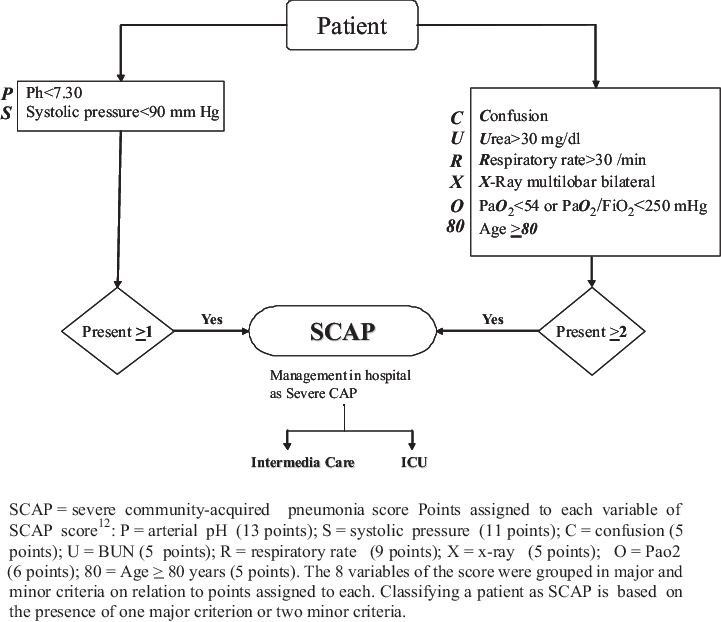 Patient
P
S
Ph<7.30
Systolic pressure<90 mm Hg
C
U
R
X
O
80
Confusion
Urea>30 mg/dl
Respiratory rate>30 /min
X-Ray multilobar bilateral
PaO2<54 or PaO2/FiO2<250 mHg
Age ≥80
Present ≥1
Yes
SCAP
Yes
Present ≥2
Management in hospital
as Severe CAP
Intermedia Care
ICU
SCAP = severe community-acquired pneumonia score Points assigned to each variable of
SCAP score12: P = arterial pH (13 points); S = systolic pressure (11 points); C = confusion (5
points); U = BUN (5 points); R = respiratory rate (9 points); X = x-ray (5 points); O = Pao2
(6 points); 80 = Age ≥ 80 years (5 points). The 8 variables of the score were grouped in major and
minor criteria on relation to points assigned to each. Classifying a patient as SCAP is based on
the presence of one major criterion or two minor criteria.